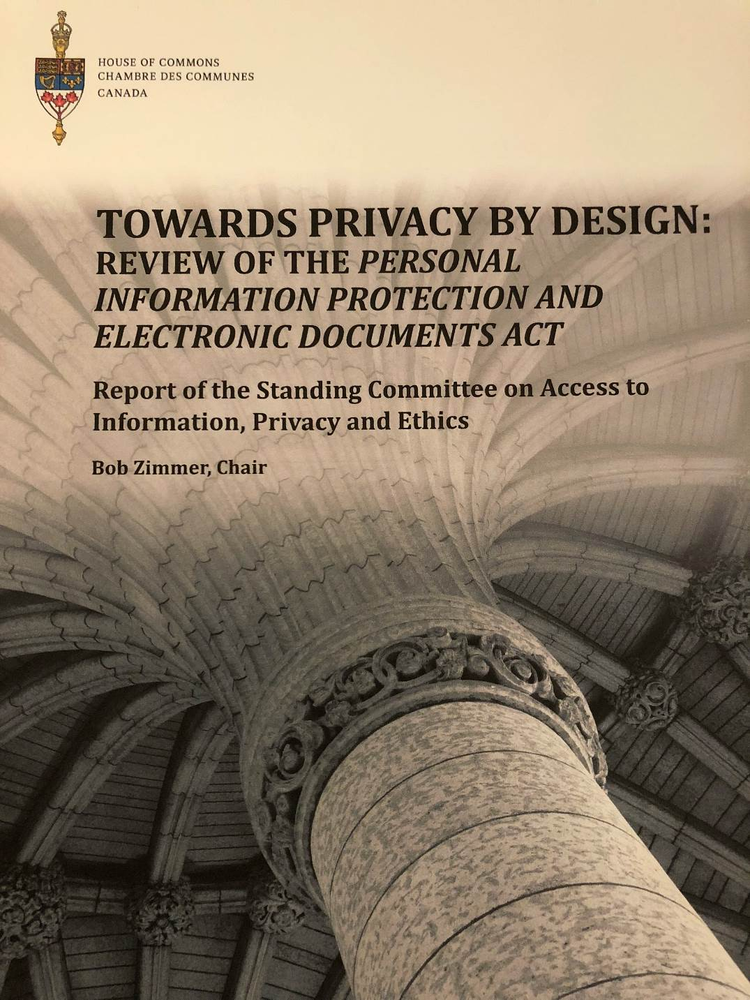 HOUSE OF COMMONS
CHAMBRE DES COMMUNES
CANADA
TOWARDS PRIVACY BY DESIGN:
REVIEW OF THE PERSONAL
INFORMATION PROTECTION AND
ELECTRONIC DOCUMENTS ACT
Report of the Standing Committee on Access to
Information, Privacy and Ethics
Bob Zimmer, Chair